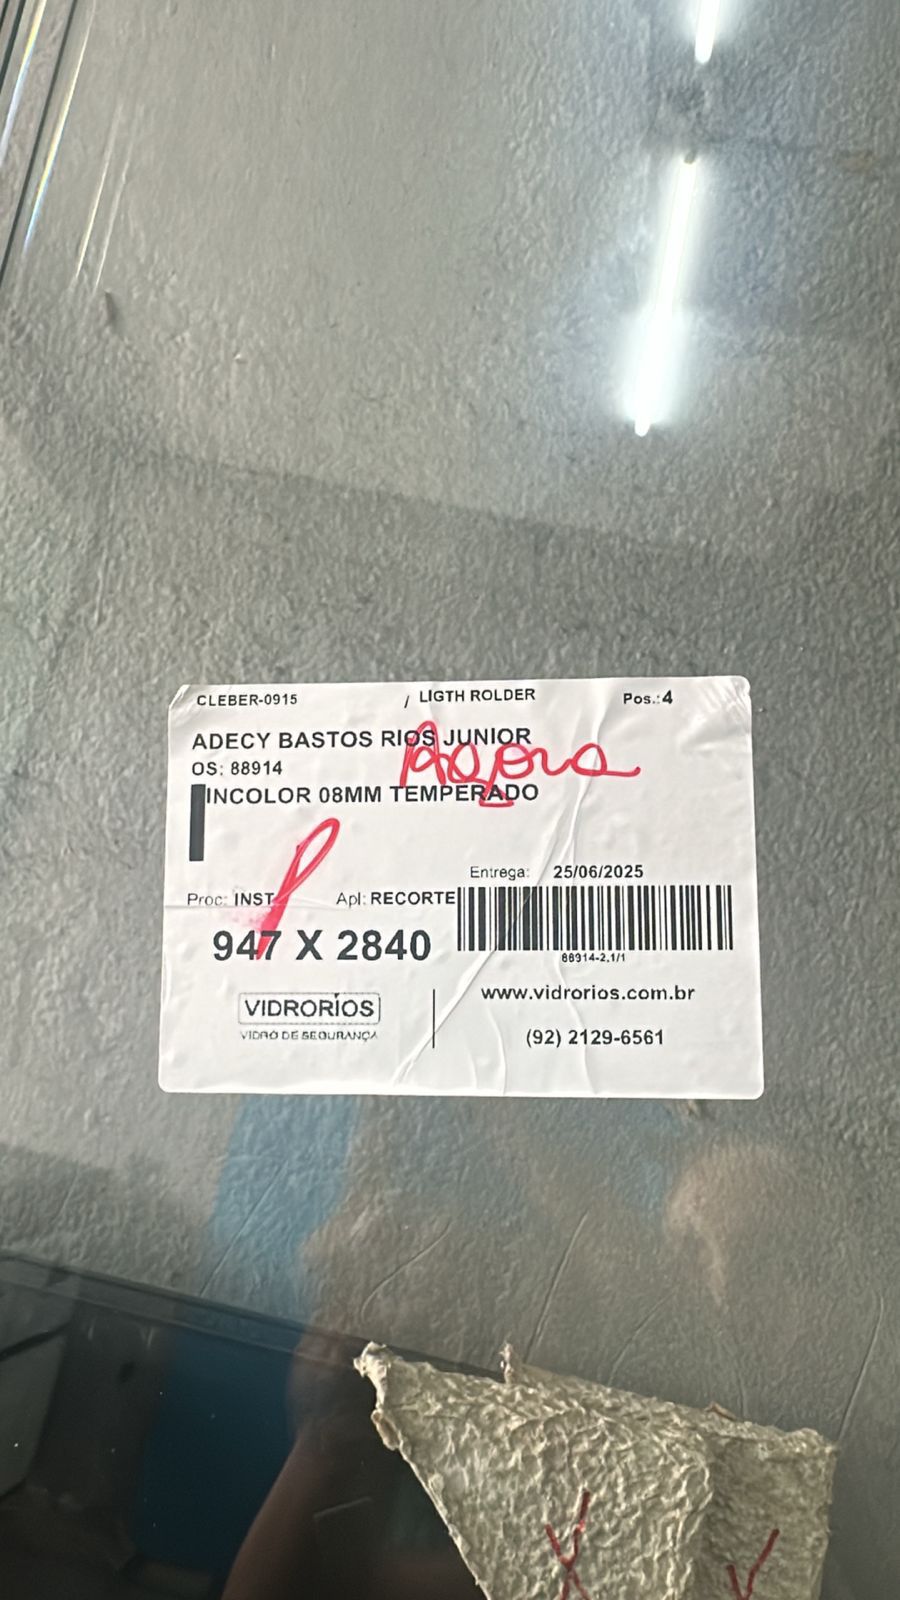 CLEBER-0915 / LIGTH ROLDER Pos.:4
ADECY BASTOS RIOS JUNIOR
Agora
OS: 88914
INCOLOR 08MM TEMPERADO
Entrega: 25/06/2025
Proc: INST Apl: RECORTE
947 X 2840
88914-2,1/1
VIDRORIOS
VIDRO DE SEGURANÇA
www.vidrorios.com.br
(92) 2129-6561